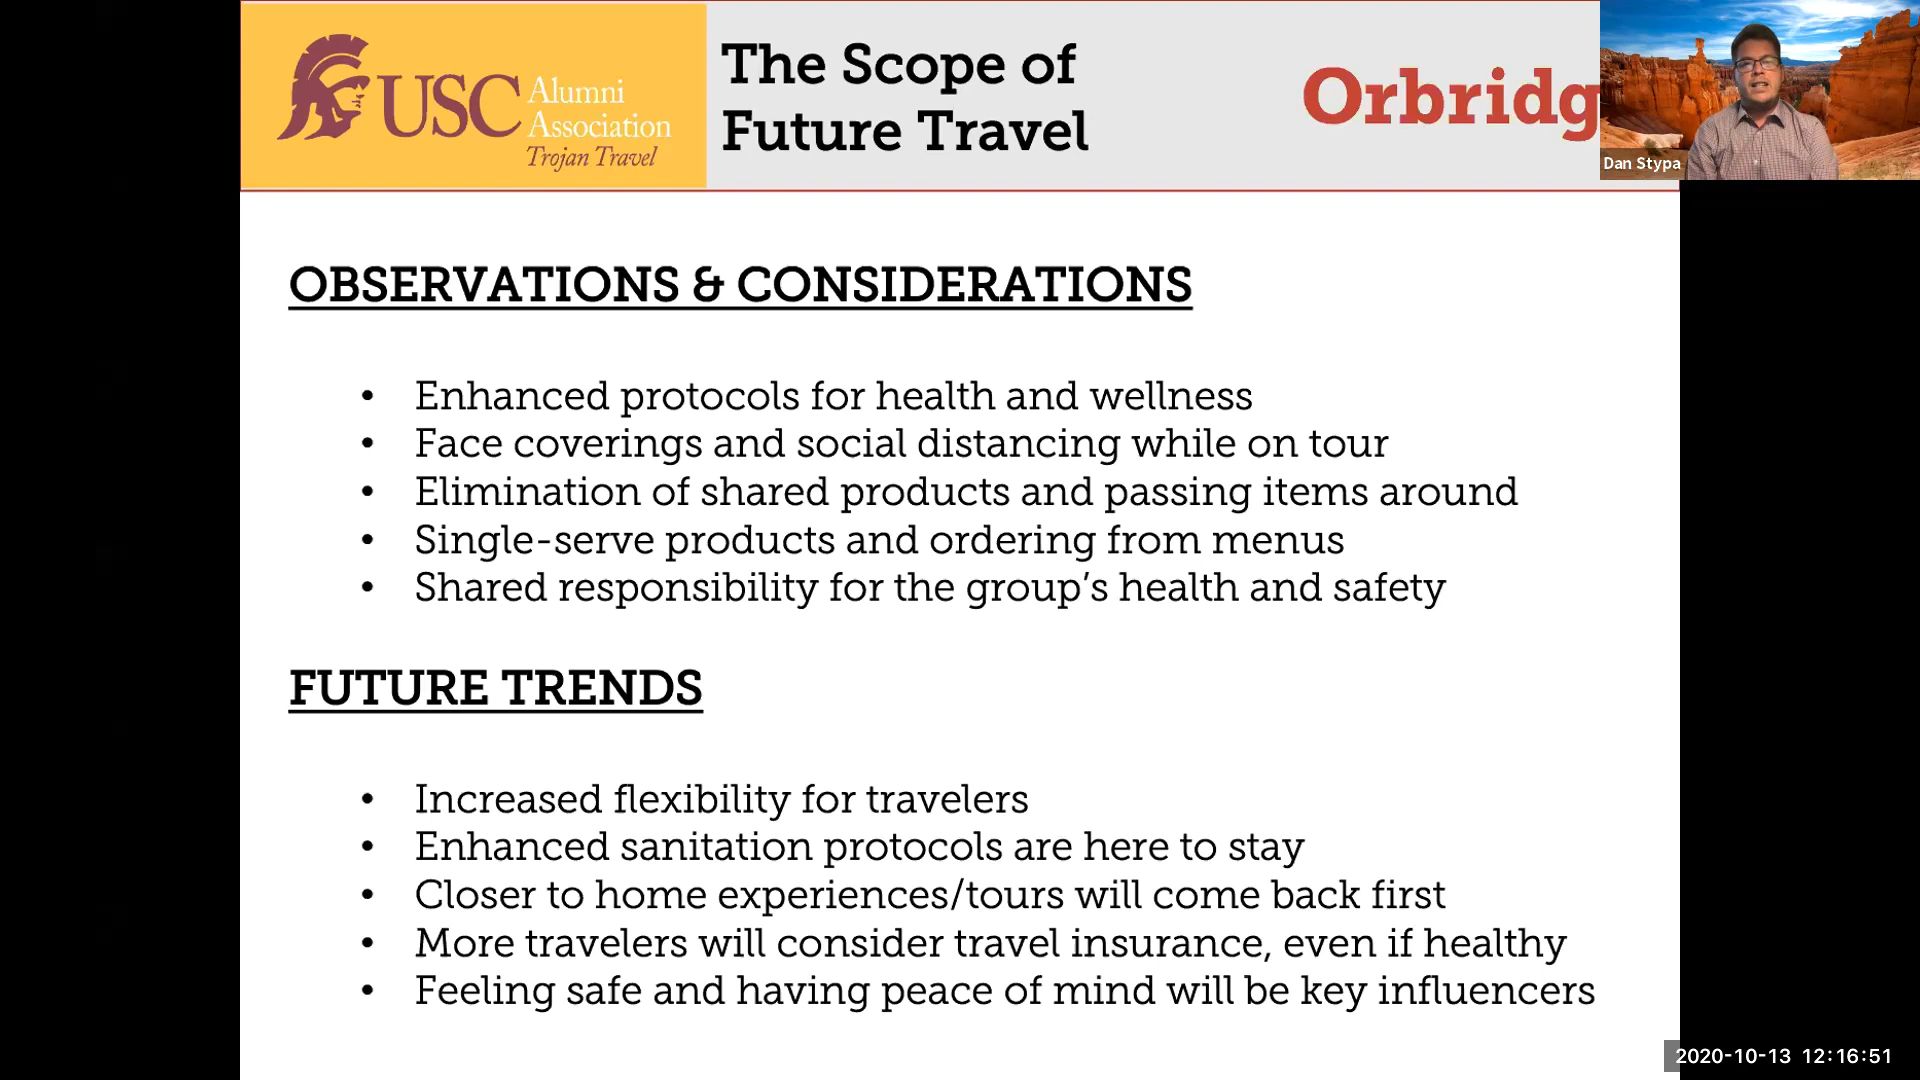 USC Alumni
Association
Trojan Travel
The Scope of
Future Travel
Orbridg
Dan Stypa
OBSERVATIONS & CONSIDERATIONS
• Enhanced protocols for health and wellness
• Face coverings and social distancing while on tour
• Elimination of shared products and passing items around
• Single-serve products and ordering from menus
• Shared responsibility for the group’s health and safety
FUTURE TRENDS
• Increased flexibility for travelers
• Enhanced sanitation protocols are here to stay
• Closer to home experiences/tours will come back first
• More travelers will consider travel insurance, even if healthy
• Feeling safe and having peace of mind will be key influencers
2020-10-13 12:16:51